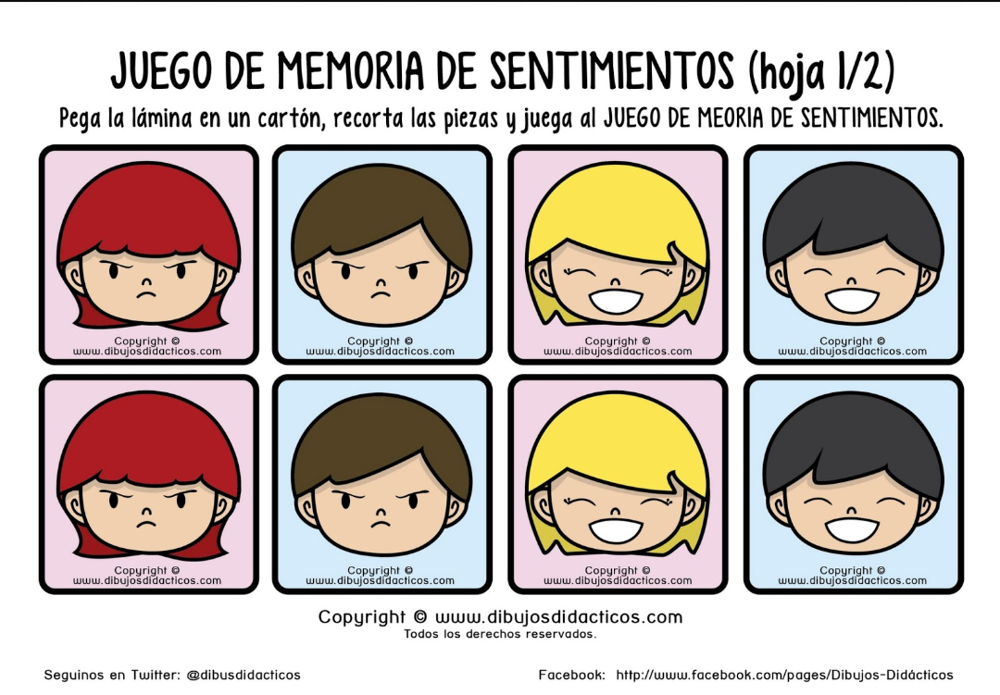 JUEGO DE MEMORIA DE SENTIMIENTOS (hoja 1/2)
Pega la lámina en un cartón, recorta las piezas y juega al JUEGO DE MEORIA DE SENTIMIENTOS.
Copyright ©
www.dibujosdidacticos.com
Copyright ©
www.dibujosdidacticos.com
Copyright ©
www.dibujosdidacticos.com
Copyright ©
www.dibujosdidacticos.com
Copyright ©
www.dibujosdidacticos.com
Copyright ©
www.dibujosdidacticos.com
Copyright ©
www.dibujosdidacticos.com
Copyright ©
www.dibujosdidacticos.com
Copyright © www.dibujosdidacticos.com
Todos los derechos reservados.
Seguinos en Twitter: @dibusdidacticos
Facebook: http://www.facebook.com/pages/Dibujos-Didácticos